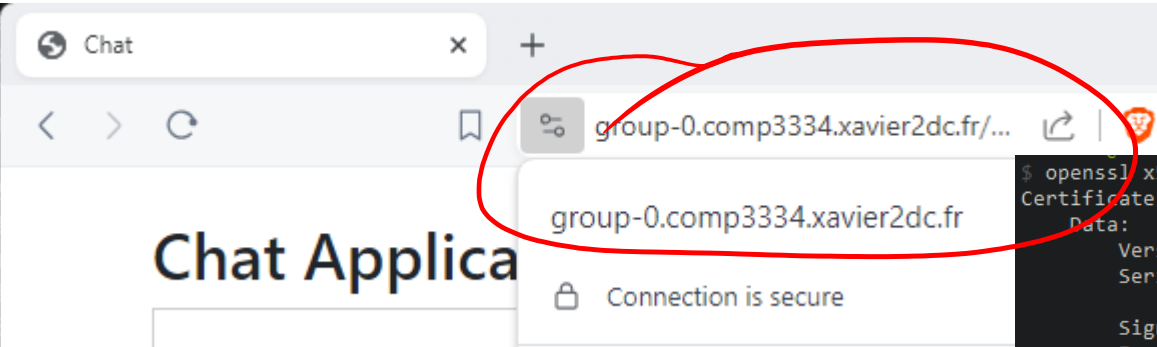 Chat
group-0.comp3334.xavier2dc.fr/...
$ openssl x
Certificate
Data:
Ver
Ser
Sig
group-0.comp3334.xavier2dc.fr
Chat Applica
Connection is secure